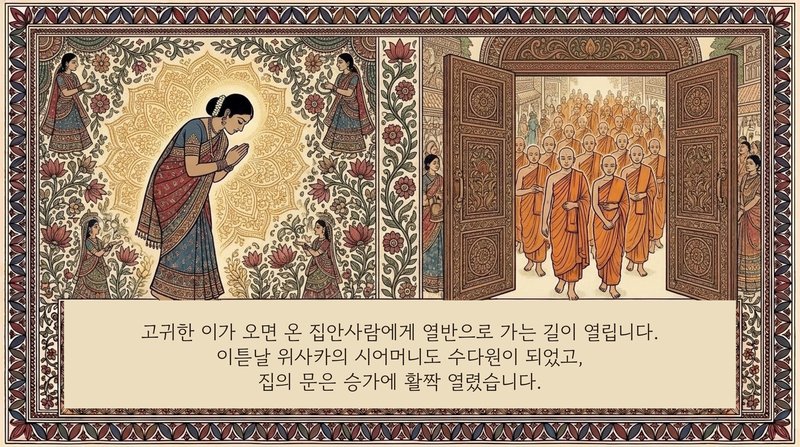 고귀한 이가 오면 온 집안사람에게 열반으로 가는 길이 열립니다.
이튿날 위사카의 시어머니도 수다원이 되었고,
집의 문은 승가에 활짝 열렸습니다.